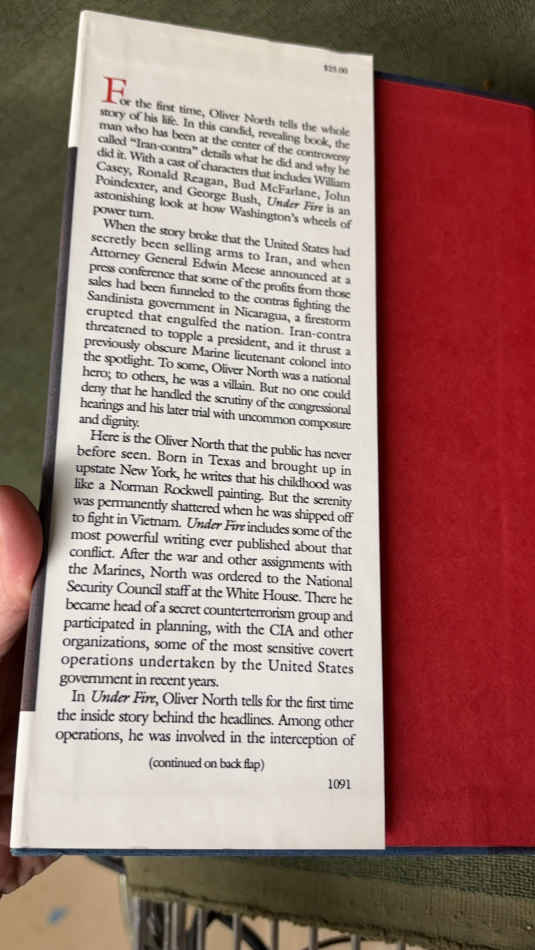 $25.00
For the first time, Oliver North tells the whole
story of his life. In this candid, revealing book, the
man who has been at the center of the controversy
called "Iran-contra" details what he did and why he
did it. With a cast of characters that includes William
Casey, Ronald Reagan, Bud McFarlane, John
Poindexter, and George Bush, Under Fire is an
astonishing look at how Washington's wheels of
power turn.
When the story broke that the United States had
secretly been selling arms to Iran, and when
Attorney General Edwin Meese announced at a
press conference that some of the profits from those
sales had been funneled to the contras fighting the
Sandinista government in Nicaragua, a firestorm
erupted that engulfed the nation. Iran-contra
threatened to topple a president, and it thrust a
previously obscure Marine lieutenant colonel into
the spotlight. To some, Oliver North was a national
hero; to others, he was a villain. But no one could
deny that he handled the scrutiny of the congressional
hearings and his later trial with uncommon composure
and dignity.
Here is the Oliver North that the public has never
before seen. Born in Texas and brought up in
upstate New York, he writes that his childhood was
like a Norman Rockwell painting. But the serenity
was permanently shattered when he was shipped off
to fight in Vietnam. Under Fire includes some of the
most powerful writing ever published about that
conflict. After the war and other assignments with
the Marines, North was ordered to the National
Security Council staff at the White House. There he
became head of a secret counterterrorism group and
participated in planning, with the CIA and other
organizations, some of the most sensitive covert
operations undertaken by the United States
government in recent years.
In Under Fire, Oliver North tells for the first time
the inside story behind the headlines. Among other
operations, he was involved in the interception of
(continued on back flap)
1091